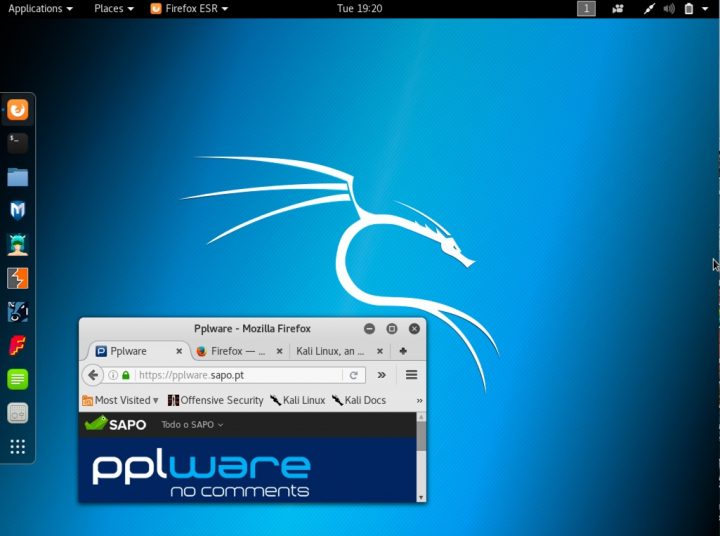 Applications Places Firefox ESR Tue 19:20 1
Pplware - Mozilla Firefox
Pplware Firefox — ... Kali Linux, an ...
https://pplware.sapo.pt
Most Visited Offensive Security Kali Linux Kali Docs »
SAPO Todo o SAPO
pplware
no comments